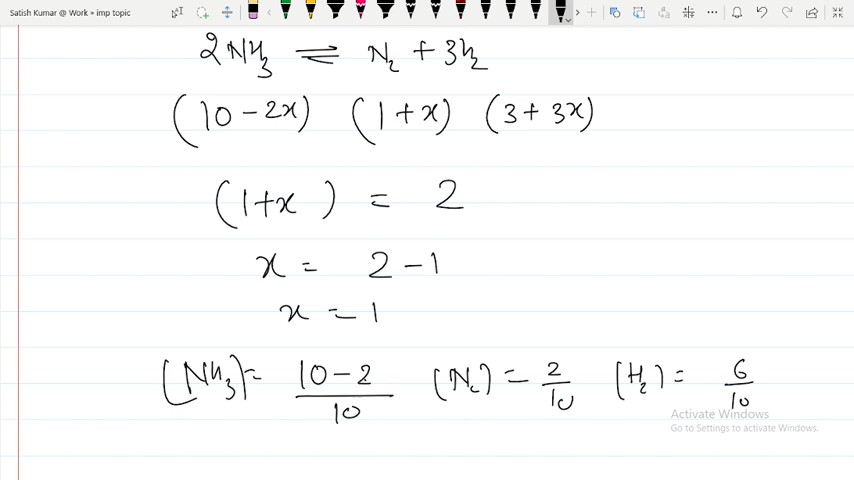 Satish Kumar @ Work » imp topic
2NH₃ ⇌ N₂ + 3H₂
(10 - 2x) (1 + x) (3 + 3x)
(1+x) = 2
x = 2 - 1
x = 1
[NH₃] = 10 - 2 / 10 [N₂] = 2/10 [H₂] = 6/10
Activate Windows
Go to Settings to activate Windows.